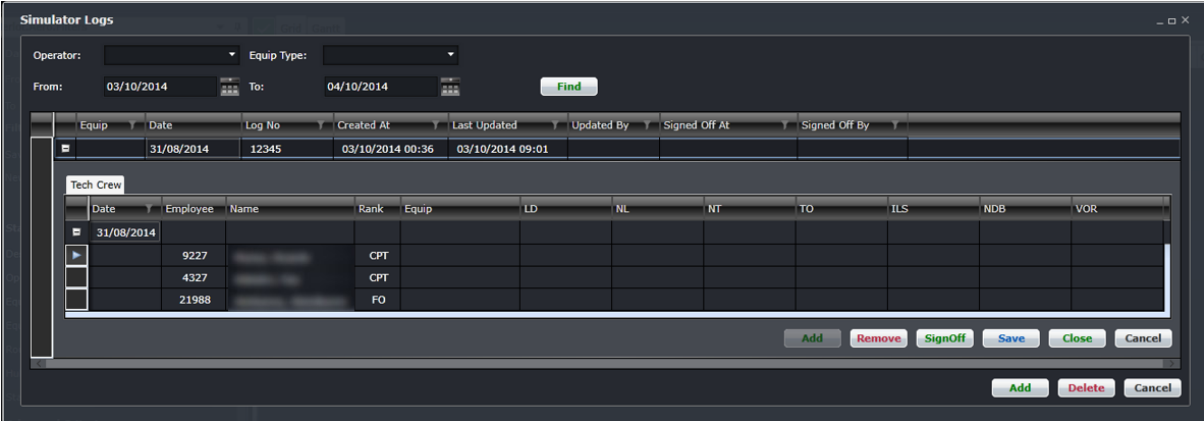 Simulator Logs
Operator: Equip Type:
From: 03/10/2014 To: 04/10/2014 Find
Equip Date Log No Created At Last Updated Updated By Signed Off At Signed Off By
31/08/2014 12345 03/10/2014 00:36 03/10/2014 09:01
Tech Crew
Date Employee Name Rank Equip LD NL NT TO ILS NDB VOR
31/08/2014
9227 CPT
4327 CPT
21988 FO
Add Remove SignOff Save Close Cancel
Add Delete Cancel